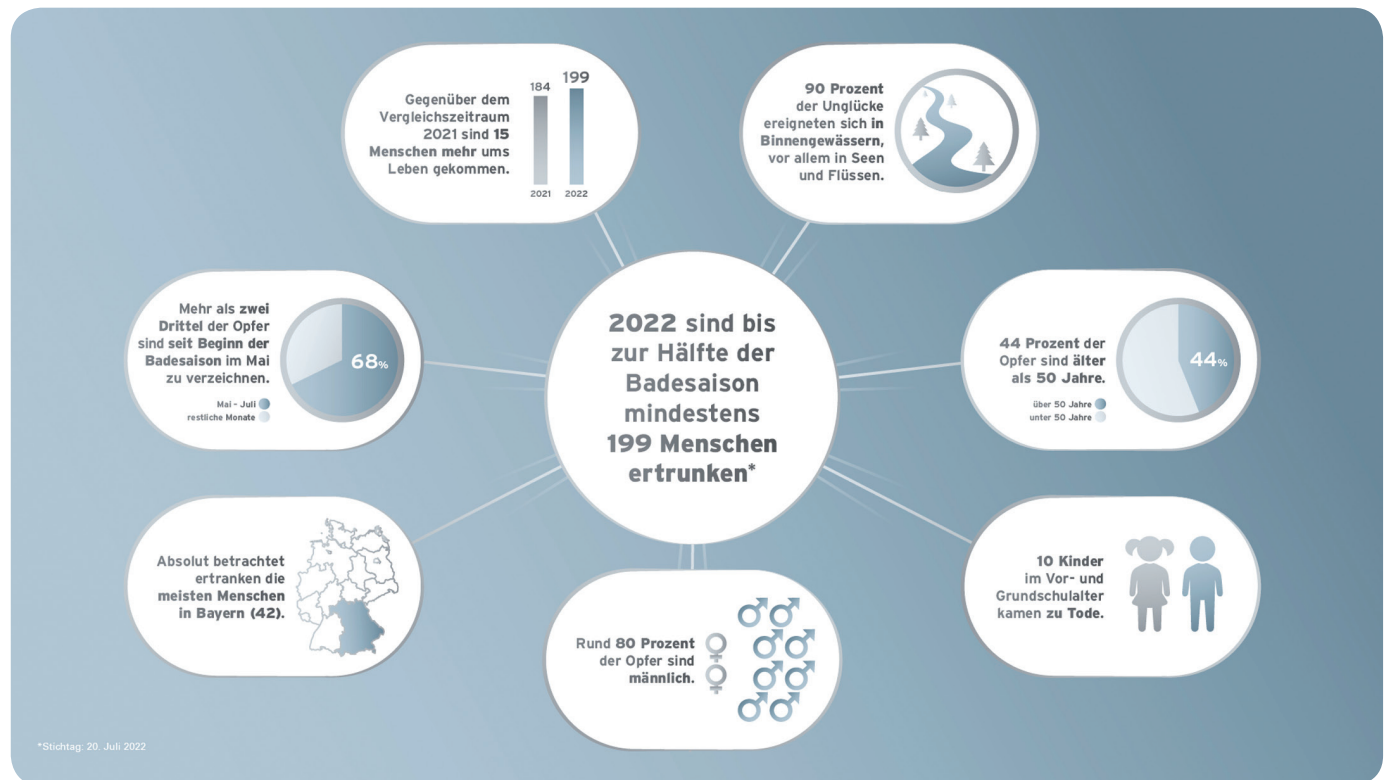 Gegenüber dem
Vergleichszeitraum
2021 sind 15
Menschen mehr ums
Leben gekommen.
184
199
2021
2022
90 Prozent
der Unglücke
ereigneten sich in
Binnengewässern,
vor allem in Seen
und Flüssen.
Mehr als zwei
Drittel der Opfer
sind seit Beginn der
Badesaison im Mai
zu verzeichnen.
68%
Mai - Juli
restliche Monate
2022 sind bis
zur Hälfte der
Badesaison
mindestens
199 Menschen
ertrunken*
44 Prozent der
Opfer sind älter
als 50 Jahre.
44%
über 50 Jahre
unter 50 Jahre
Absolut betrachtet
ertranken die
meisten Menschen
in Bayern (42).
Rund 80 Prozent
der Opfer sind
männlich.
10 Kinder
im Vor- und
Grundschulalter
kamen zu Tode.
*Stichtag: 20. Juli 2022